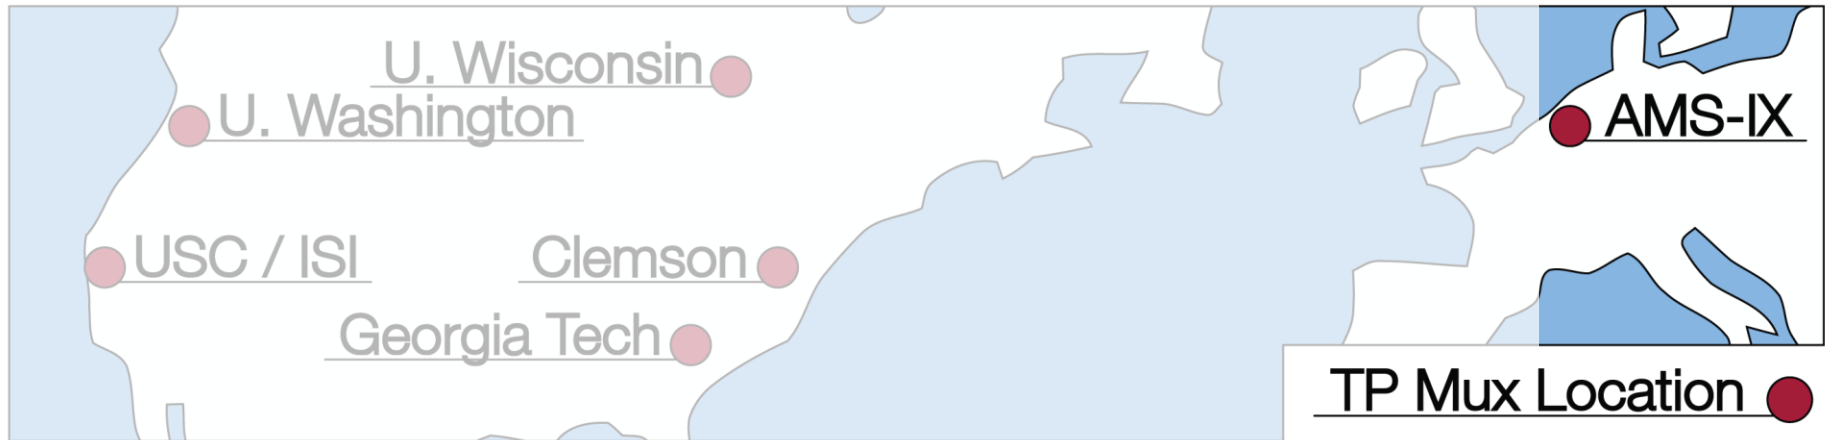 U. Wisconsin
U. Washington
AMS-IX
USC / ISI
Clemson
Georgia Tech
TP Mux Location